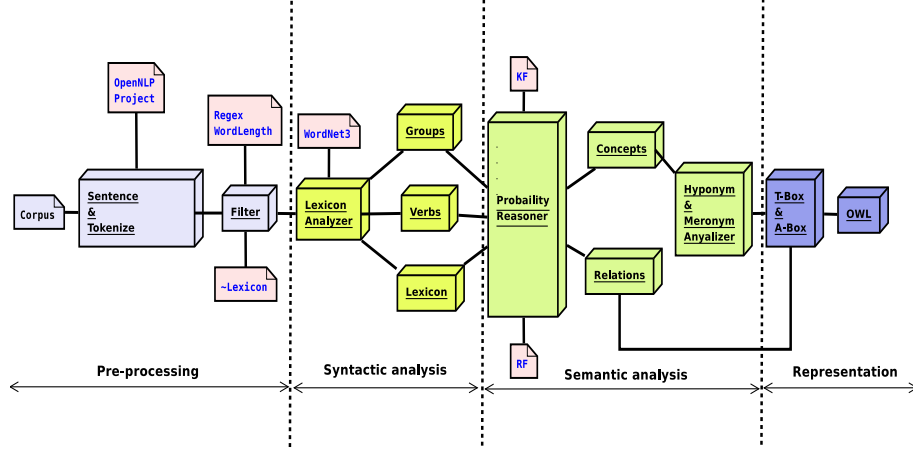 OpenNLP
Project
Regex
WordLength
WordNet3
KF
Groups
Concepts
Corpus
Sentence
&
Tokenize
Filter
Lexicon
Analyzer
Verbs
Probaility
Reasoner
Hyponym
&
Meronym
Anyalizer
T-Box
&
A-Box
OWL
~Lexicon
Lexicon
Relations
RF
Pre-processing
Syntactic analysis
Semantic analysis
Representation